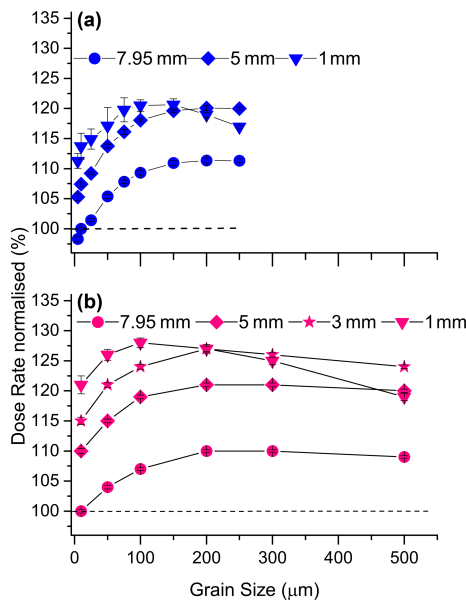 (a)
7.95 mm 5 mm 1 mm
135
130
125
120
115
110
105
100
95
Dose Rate normalised (%)
(b)
7.95 mm 5 mm 3 mm 1 mm
135
130
125
120
115
110
105
100
95
0 100 200 300 400 500
Grain Size (μm)